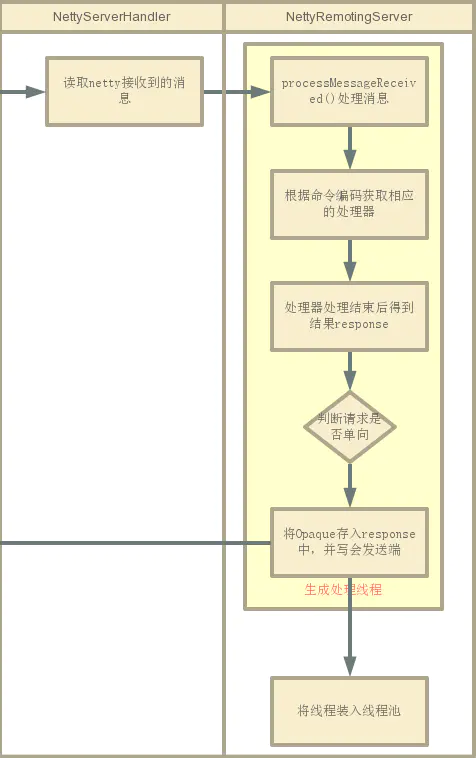 NettyServerHandler
NettyRemotingServer
读取netty接收到的消
息
processMessageReceiv
ed()处理消息
根据命令编码获取相应
的处理器
处理器处理结束后得到
结果response
判断请求是
否单向
将Opaque存入response
中，并写会发送端
生成处理线程
将线程装入线程池